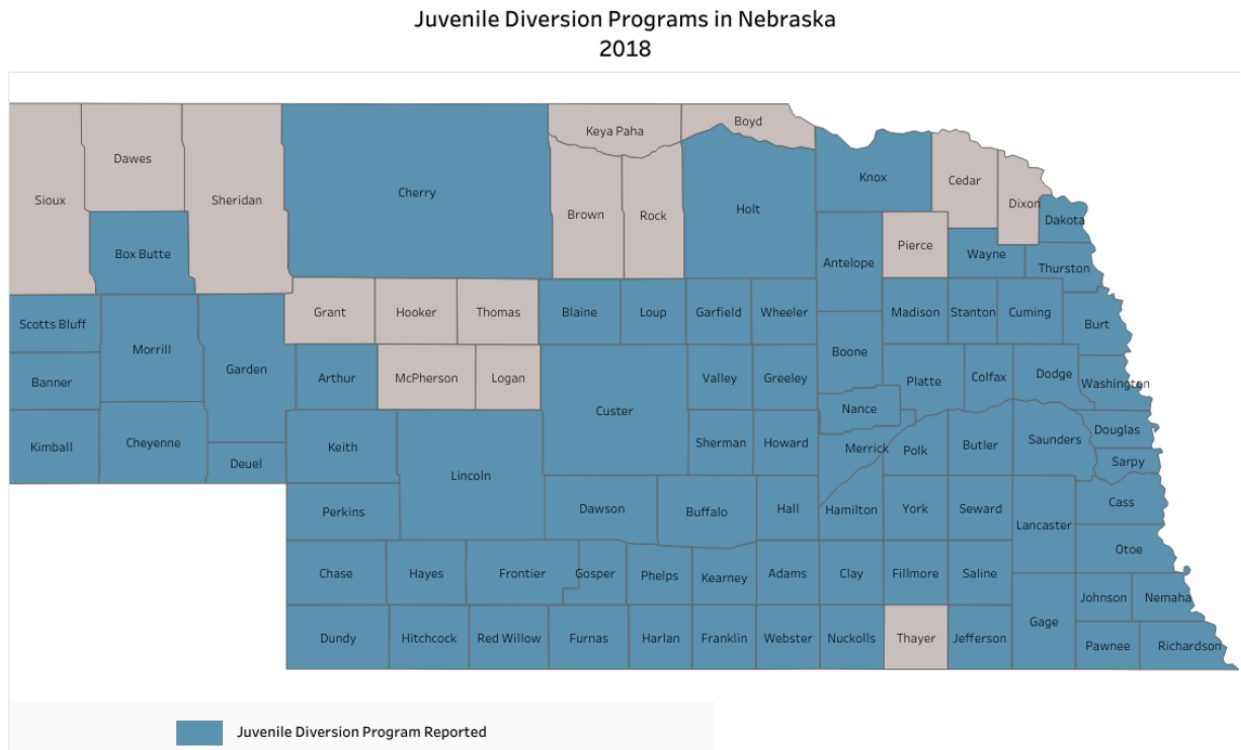 Juvenile Diversion Programs in Nebraska
2018
Keya Paha
Boyd
Dawes
Sioux
Sheridan
Cherry
Brown
Rock
Holt
Knox
Cedar
Dixon
Dakota
Box Butte
Antelope
Pierce
Wayne
Thurston
Scotts Bluff
Morrill
Garden
Grant
Hooker
Thomas
Blaine
Loup
Garfield
Wheeler
Madison
Stanton
Cuming
Burt
Banner
Arthur
McPherson
Logan
Custer
Valley
Greeley
Boone
Platte
Colfax
Dodge
Washington
Nance
Kimball
Cheyenne
Deuel
Keith
Lincoln
Sherman
Howard
Merrick
Polk
Butler
Saunders
Douglas
Sarpy
Perkins
Dawson
Buffalo
Hall
Hamilton
York
Seward
Lancaster
Cass
Otoe
Chase
Hayes
Frontier
Gosper
Phelps
Kearney
Adams
Clay
Fillmore
Saline
Johnson
Nemaha
Dundy
Hitchcock
Red Willow
Furnas
Harlan
Franklin
Webster
Nuckolls
Thayer
Jefferson
Gage
Pawnee
Richardson
Juvenile Diversion Program Reported